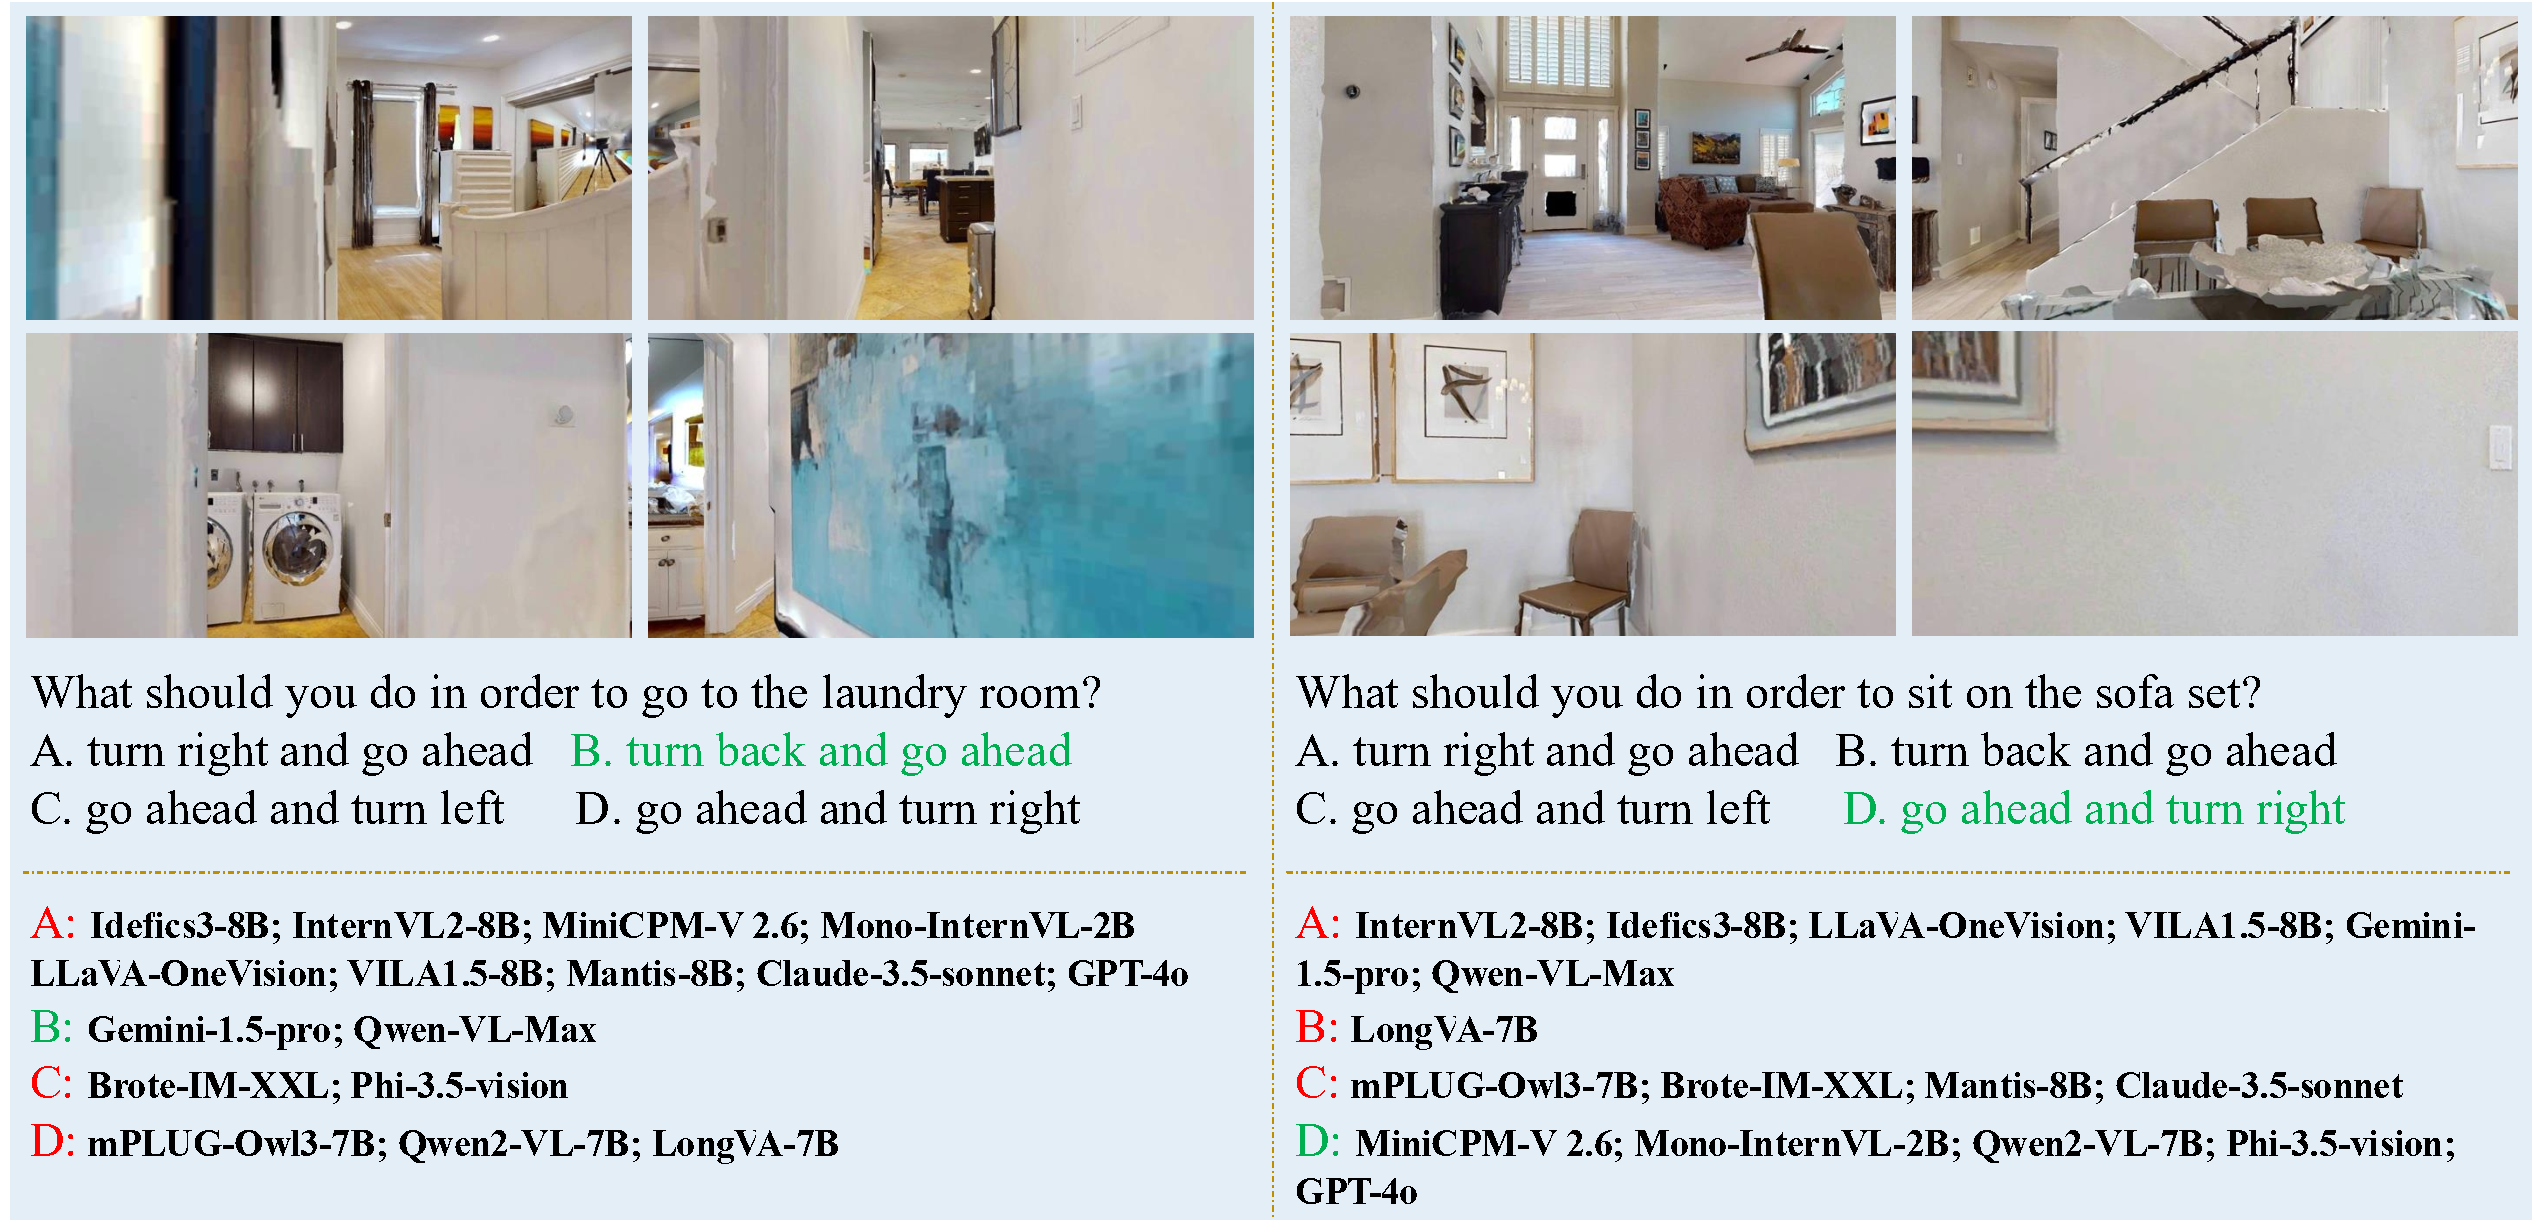 What should you do in order to go to the laundry room?
A. turn right and go ahead B. turn back and go ahead
C. go ahead and turn left D. go ahead and turn right
A: Idefics3-8B; InternVL2-8B; MiniCPM-V 2.6; Mono-InternVL-2B
LLaVA-OneVision; VILA1.5-8B; Mantis-8B; Claude-3.5-sonnet; GPT-4o
B: Gemini-1.5-pro; Qwen-VL-Max
C: Brote-IM-XXL; Phi-3.5-vision
D: mPLUG-Owl3-7B; Qwen2-VL-7B; LongVA-7B
What should you do in order to sit on the sofa set?
A. turn right and go ahead B. turn back and go ahead
C. go ahead and turn left D. go ahead and turn right
A: InternVL2-8B; Idefics3-8B; LLaVA-OneVision; VILA1.5-8B; Gemini-
1.5-pro; Qwen-VL-Max
B: LongVA-7B
C: mPLUG-Owl3-7B; Brote-IM-XXL; Mantis-8B; Claude-3.5-sonnet
D: MiniCPM-V 2.6; Mono-InternVL-2B; Qwen2-VL-7B; Phi-3.5-vision;
GPT-4o